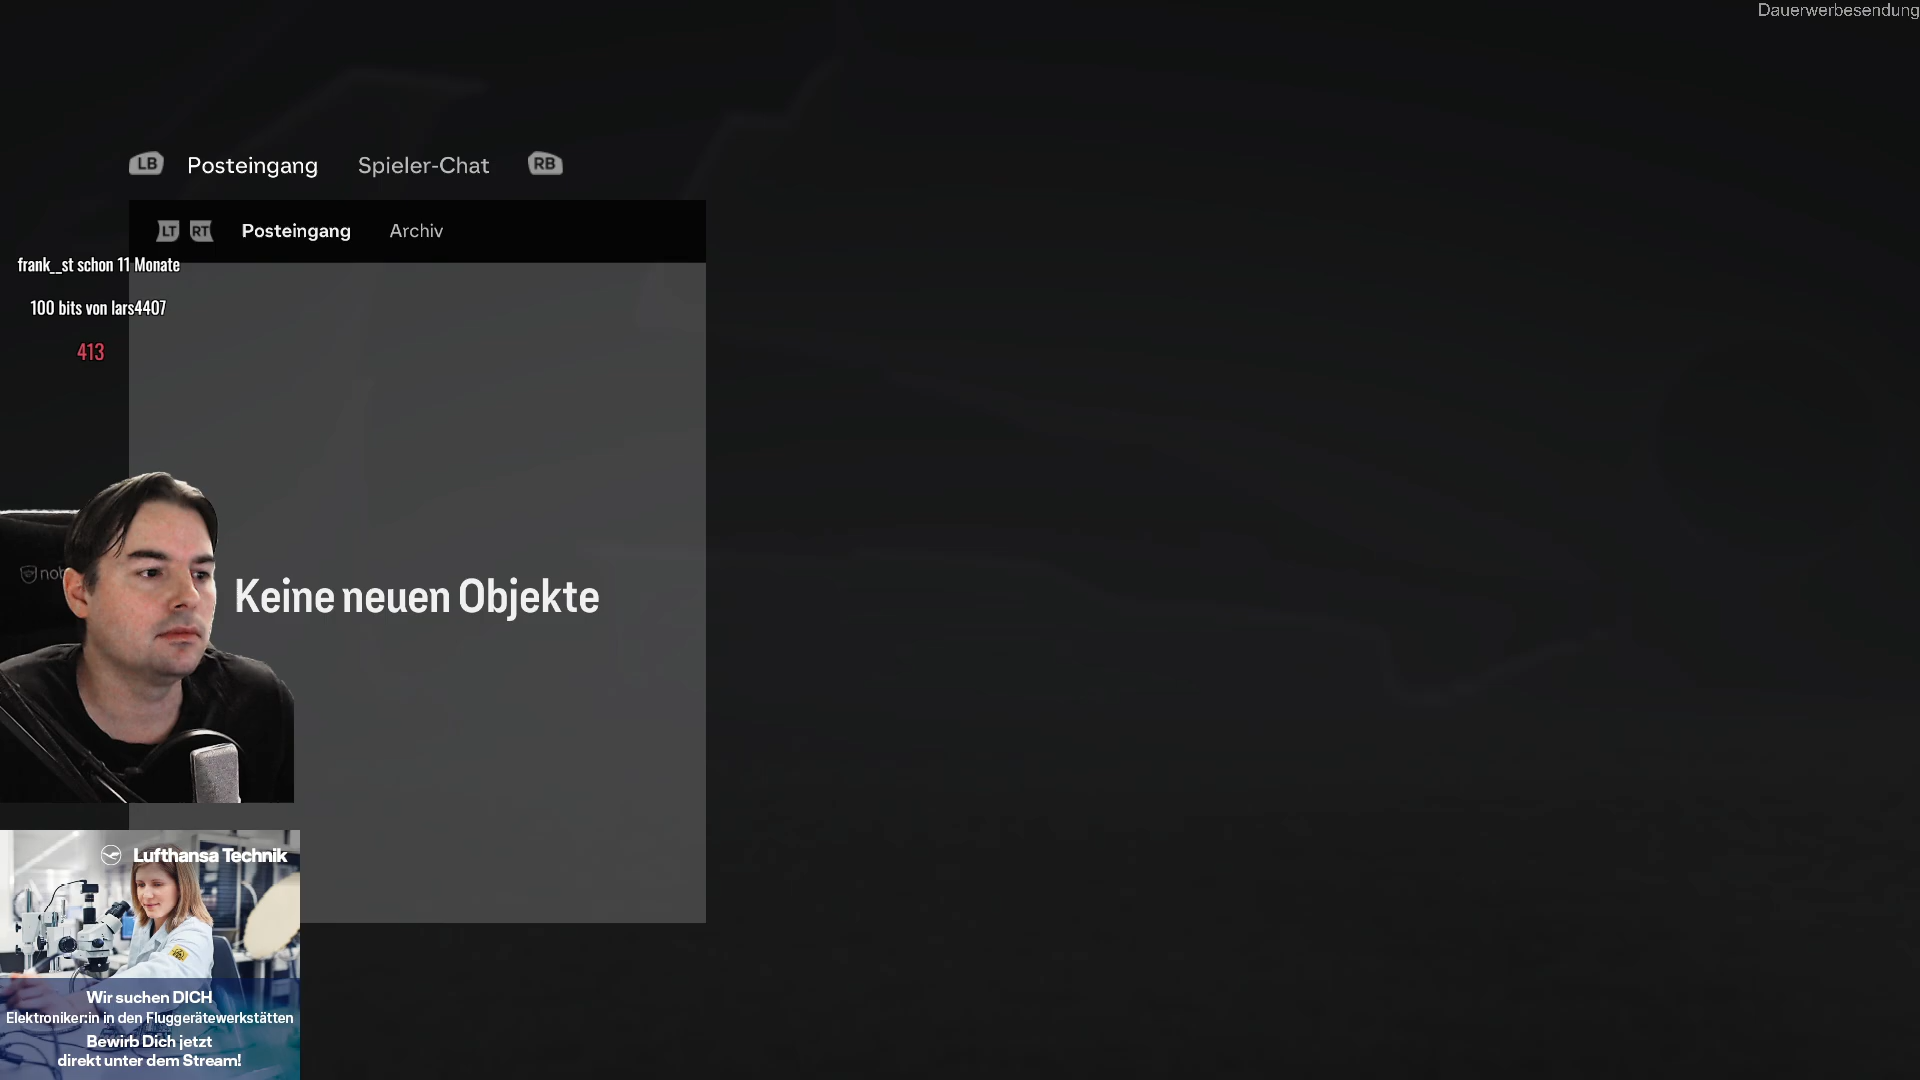 Dauerwerbesendung
LB Posteingang Spieler-Chat RB
LT RT Posteingang Archiv
frank__st schon 11 Monate
100 bits von lars4407
413
Keine neuen Objekte
Lufthansa Technik
Wir suchen DICH
Elektroniker:in in den Fluggerätewerkstätten
Bewirb Dich jetzt
direkt unter dem Stream!